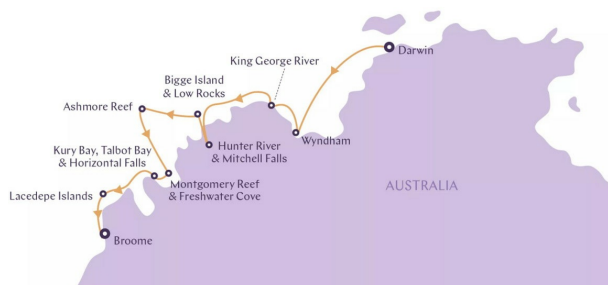 King George River
Darwin
Bigge Island
& Low Rocks
Ashmore Reef
Wyndham
Hunter River
& Mitchell Falls
Kury Bay, Talbot Bay
& Horizontal Falls
Montgomery Reef
& Freshwater Cove
AUSTRALIA
Lacedepe Islands
Broome